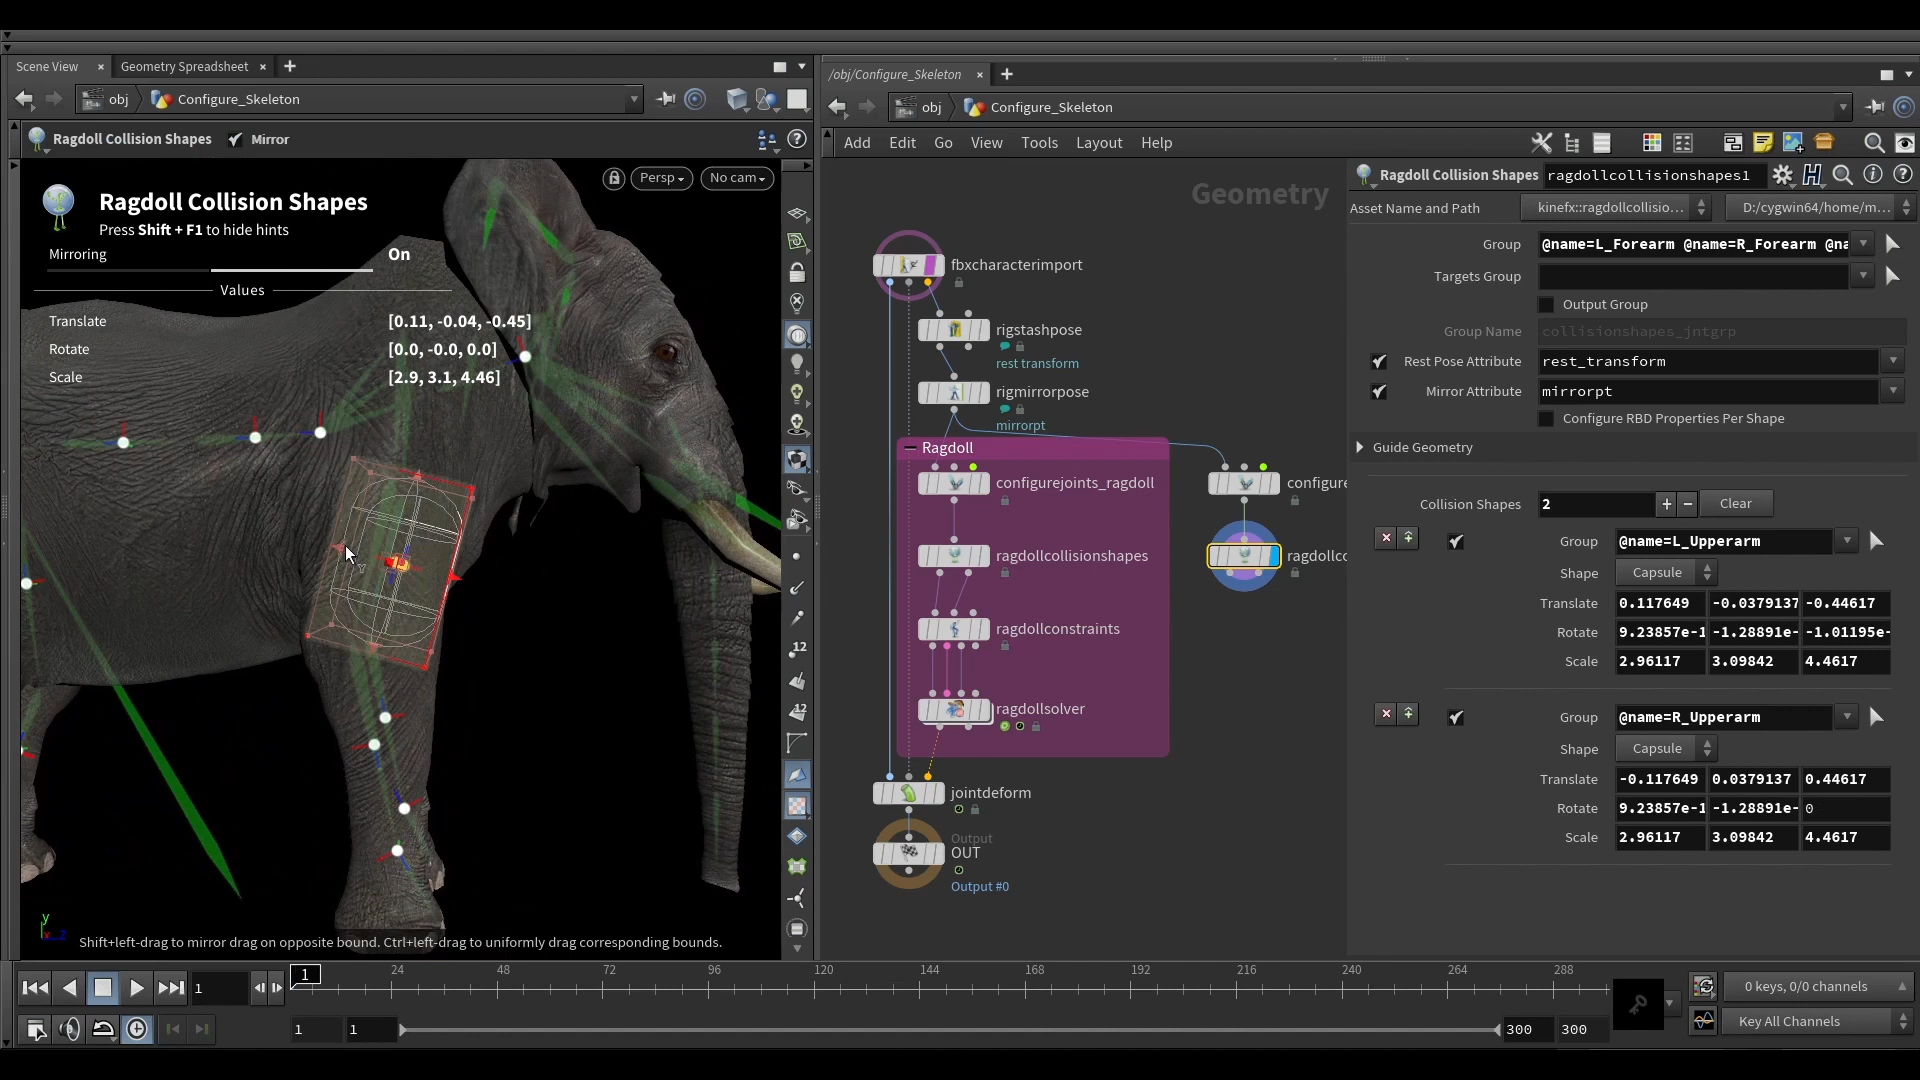 Scene View
Geometry Spreadsheet
obj
Configure_Skeleton
Ragdoll Collision Shapes
Mirror
Ragdoll Collision Shapes
Press Shift + F1 to hide hints
Mirroring On
Values
Translate [0.11, -0.04, -0.45]
Rotate [0.0, -0.0, 0.0]
Scale [2.9, 3.1, 4.46]
Persp
No cam
12
12
Shift+left-drag to mirror drag on opposite bound. Ctrl+left-drag to uniformly drag corresponding bounds.
/obj/Configure_Skeleton
obj
Configure_Skeleton
Add Edit Go View Tools Layout Help
Geometry
fbxcharacterimport
rigstashpose
rest transform
rigmirrorpose
mirrorpt
Ragdoll
configurejoints_ragdoll
ragdollcollisionshapes
ragdollconstraints
ragdollsolver
jointdeform
Output
OUT
Output #0
configure
ragdollco
Ragdoll Collision Shapes ragdollcollisionshapes1
Asset Name and Path kinefx::ragdollcollisio... D:/cygwin64/home/m...
Group @name=L_Forearm @name=R_Forearm @na
Targets Group
Output Group
Group Name collisionshapes_jntgrp
Rest Pose Attribute rest_transform
Mirror Attribute mirrorpt
Configure RBD Properties Per Shape
Guide Geometry
Collision Shapes 2 + − Clear
Group @name=L_Upperarm
Shape Capsule
Translate 0.117649 -0.0379137 -0.44617
Rotate 9.23857e-1 -1.28891e- -1.01195e-
Scale 2.96117 3.09842 4.4617
Group @name=R_Upperarm
Shape Capsule
Translate -0.117649 0.0379137 0.44617
Rotate 9.23857e-1 -1.28891e- 0
Scale 2.96117 3.09842 4.4617
1 1 24 48 72 96 120 144 168 192 216 240 264 288
0 keys, 0/0 channels
1 1 300 300
Key All Channels